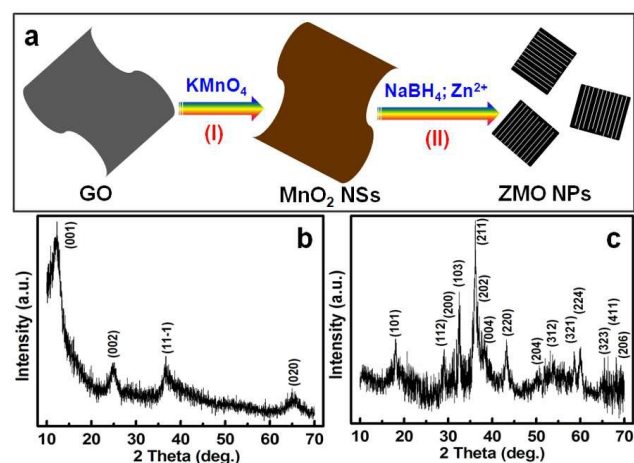 a
KMnO4
(I)
NaBH4; Zn2+
(II)
GO
MnO2 NSs
ZMO NPs
b
Intensity (a.u.)
(001)
(002)
(11-1)
(020)
10 20 30 40 50 60 70
2 Theta (deg.)
c
Intensity (a.u.)
(101)
(112)
(200)
(103)
(211)
(202)
(004)
(220)
(204)
(312)
(321)
(224)
(323)
(411)
(206)
10 20 30 40 50 60 70
2 Theta (deg.)